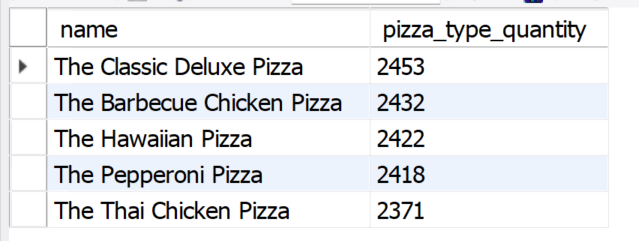 name pizza_type_quantity
The Classic Deluxe Pizza 2453
The Barbecue Chicken Pizza 2432
The Hawaiian Pizza 2422
The Pepperoni Pizza 2418
The Thai Chicken Pizza 2371